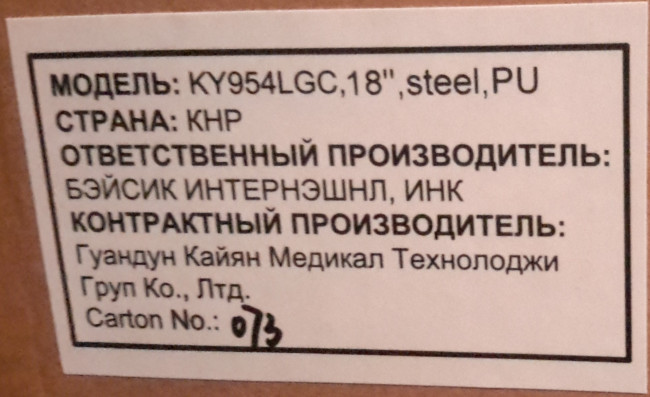 МОДЕЛЬ: KY954LGC,18",steel,PU
СТРАНА: КНР
ОТВЕТСТВЕННЫЙ ПРОИЗВОДИТЕЛЬ:
БЭЙСИК ИНТЕРНЭШНЛ, ИНК
КОНТРАКТНЫЙ ПРОИЗВОДИТЕЛЬ:
Гуандун Кайян Медикал Технолоджи
Груп Ко., Лтд.
Carton No.: 073